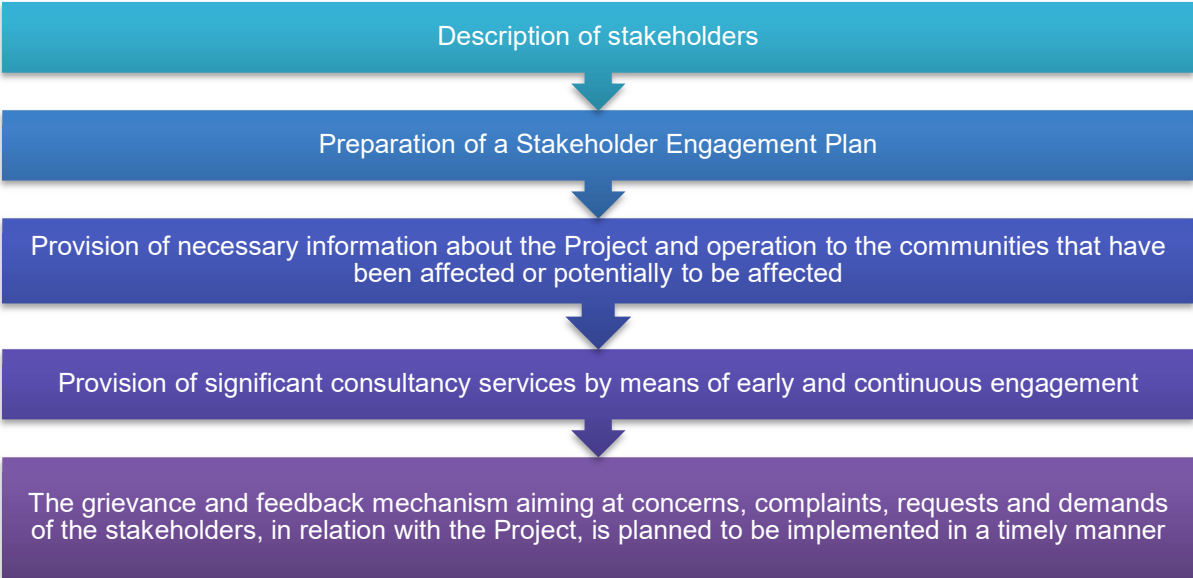 Description of stakeholders
Preparation of a Stakeholder Engagement Plan
Provision of necessary information about the Project and operation to the communities that have
been affected or potentially to be affected
Provision of significant consultancy services by means of early and continuous engagement
The grievance and feedback mechanism aiming at concerns, complaints, requests and demands
of the stakeholders, in relation with the Project, is planned to be implemented in a timely manner